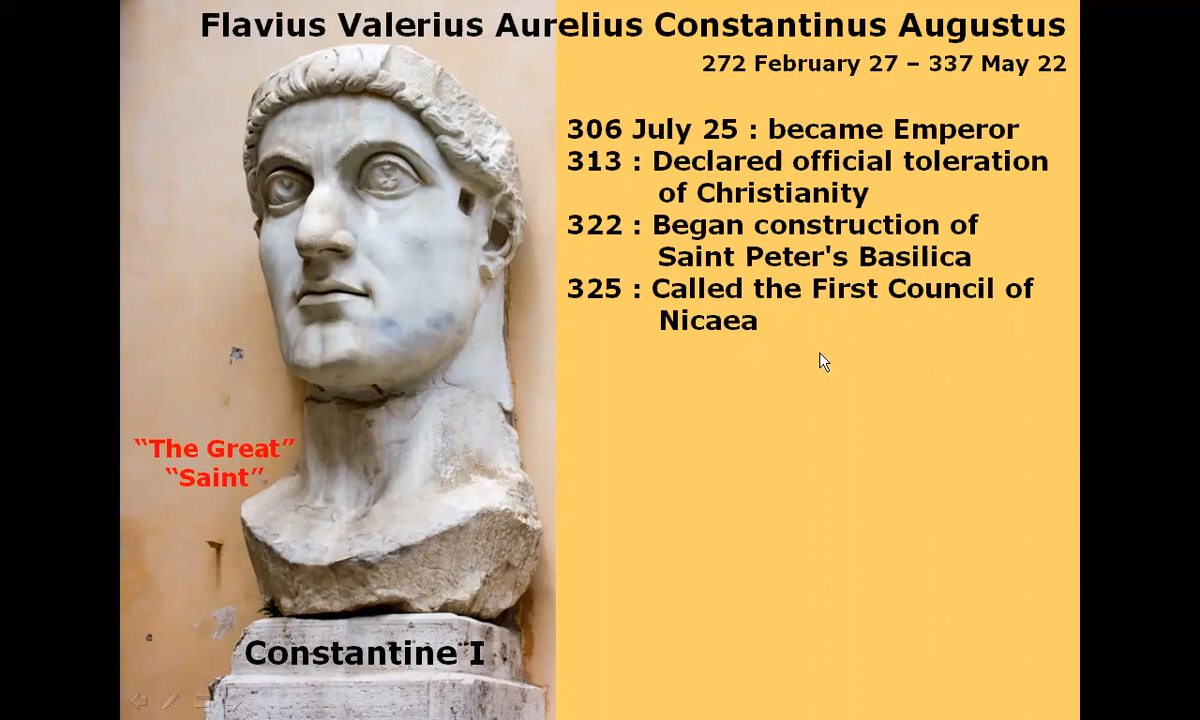 Flavius Valerius Aurelius Constantinus Augustus
272 February 27 – 337 May 22
306 July 25 : became Emperor
313 : Declared official toleration
of Christianity
322 : Began construction of
Saint Peter's Basilica
325 : Called the First Council of
Nicaea
“The Great”
“Saint”
Constantine I